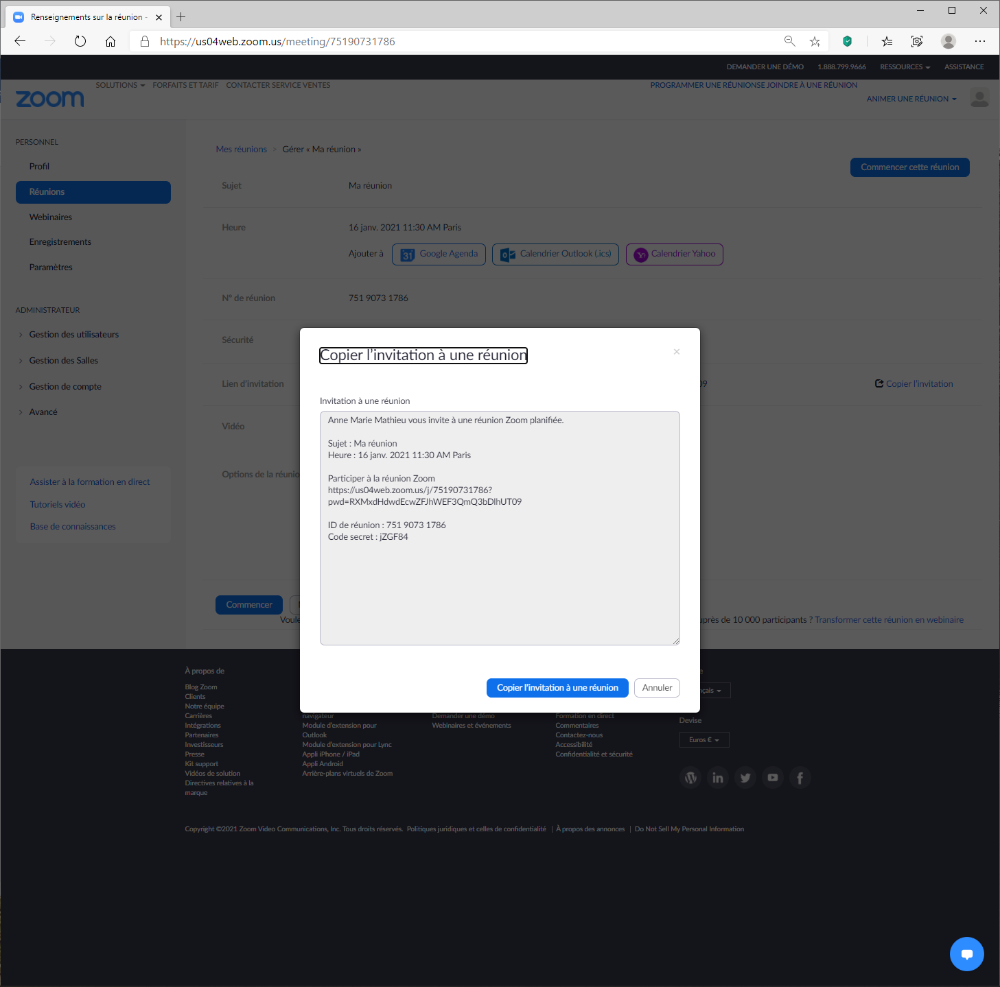 Renseignements sur la réunion -
https://us04web.zoom.us/meeting/75190731786
DEMANDER UNE DÉMO 1.888.799.9666 RESSOURCES ASSISTANCE
zoom
SOLUTIONS FORFAITS ET TARIF CONTACTER SERVICE VENTES
PROGRAMMER UNE RÉUNION SE JOINDRE À UNE RÉUNION
ANIMER UNE RÉUNION
PERSONNEL
Profil
Réunions
Webinaires
Enregistrements
Paramètres
ADMINISTRATEUR
Gestion des utilisateurs
Gestion des Salles
Gestion de compte
Avancé
Assister à la formation en direct
Tutoriels vidéo
Base de connaissances
Mes réunions > Gérer « Ma réunion »
Commencer cette réunion
Sujet Ma réunion
Heure 16 janv. 2021 11:30 AM Paris
Ajouter à 31 Google Agenda Calendrier Outlook (.ics) Calendrier Yahoo
N° de réunion 751 9073 1786
Sécurité
Lien d'invitation 09 Copier l'invitation
Vidéo
Options de la réunio
Commencer
Voule
uprès de 10 000 participants ? Transformer cette réunion en webinaire
Copier l'invitation à une réunion ×
Invitation à une réunion
Anne Marie Mathieu vous invite à une réunion Zoom planifiée.
Sujet : Ma réunion
Heure : 16 janv. 2021 11:30 AM Paris
Participer à la réunion Zoom
https://us04web.zoom.us/j/75190731786?
pwd=RXMxdHdwdEcwZFJhWEF3QmQ3bDlhUT09
ID de réunion : 751 9073 1786
Code secret : jZGF84
Copier l'invitation à une réunion Annuler
À propos de
Blog Zoom
Clients
Notre équipe
Carrières
Intégrations
Partenaires
Investisseurs
Presse
Kit support
Vidéos de solution
Directives relatives à la
marque
navigateur
Module d'extension pour
Outlook
Module d'extension pour Lync
Appli iPhone / iPad
Appli Android
Arrière-plans virtuels de Zoom
Demander une démo
Webinaires et événements
Formation en direct
Commentaires
Contactez-nous
Accessibilité
Confidentialité et sécurité
e
çais
Devise
Euros €
Copyright ©2021 Zoom Video Communications, Inc. Tous droits réservés. Politiques juridiques et celles de confidentialité | À propos des annonces | Do Not Sell My Personal Information